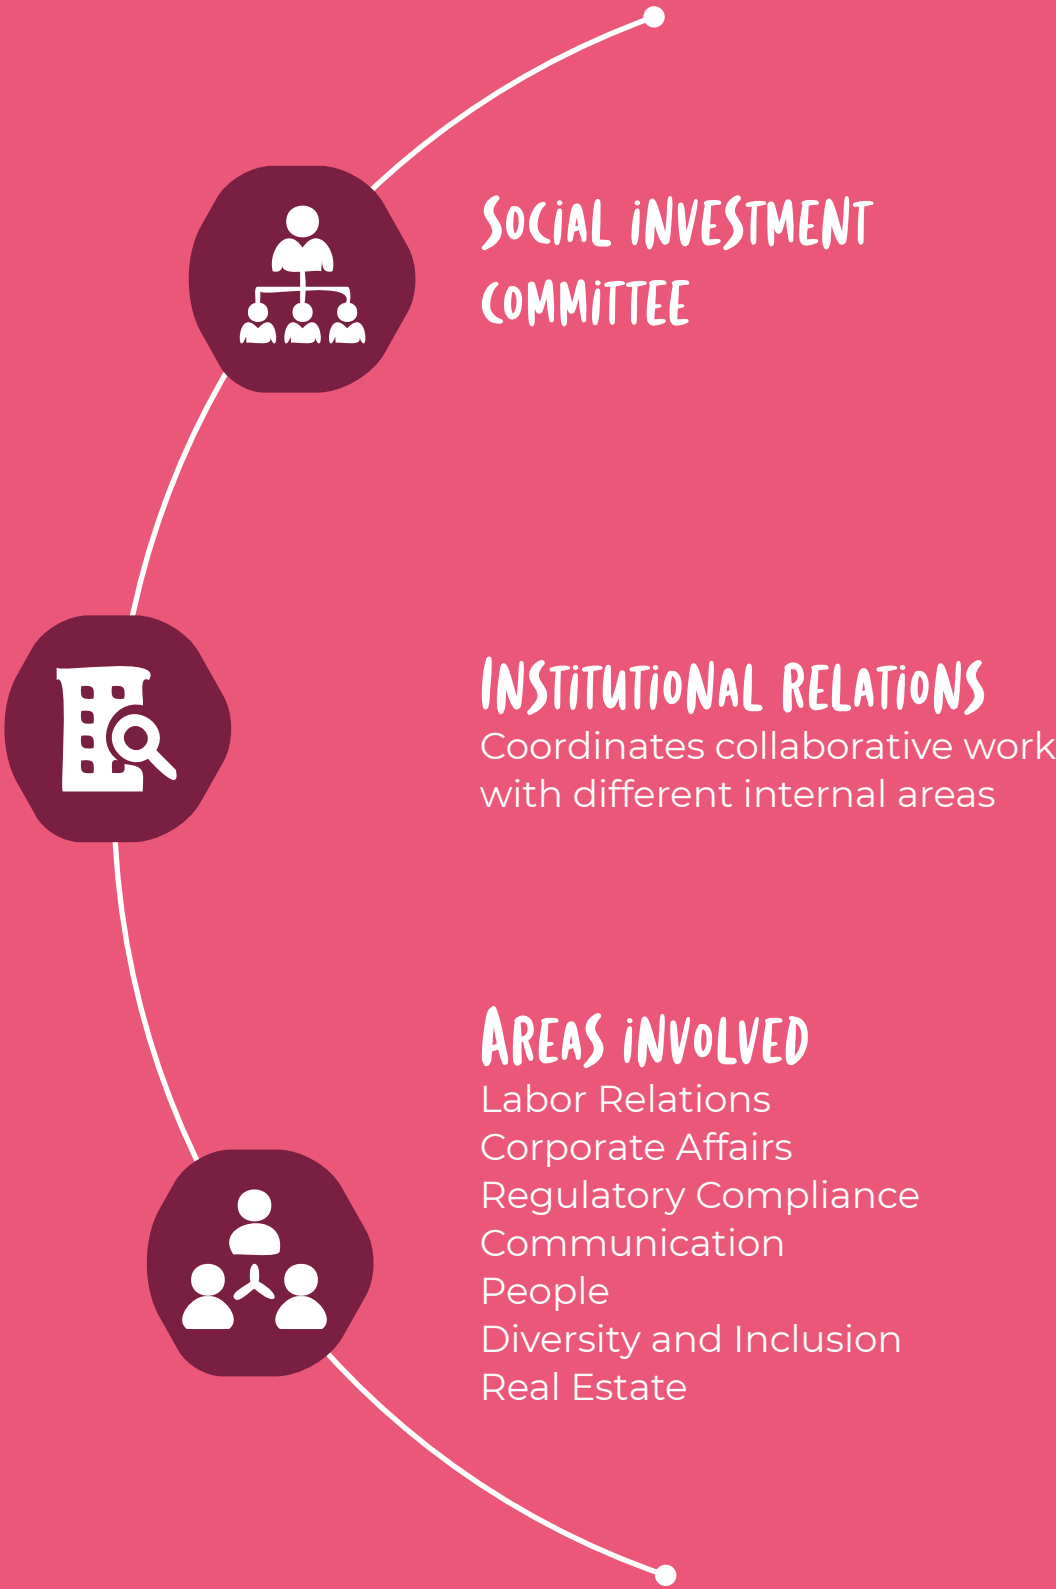 Social investment
committee
Institutional Relations
Coordinates collaborative work
with different internal areas
Areas involved
Labor Relations
Corporate Affairs
Regulatory Compliance
Communication
People
Diversity and Inclusion
Real Estate